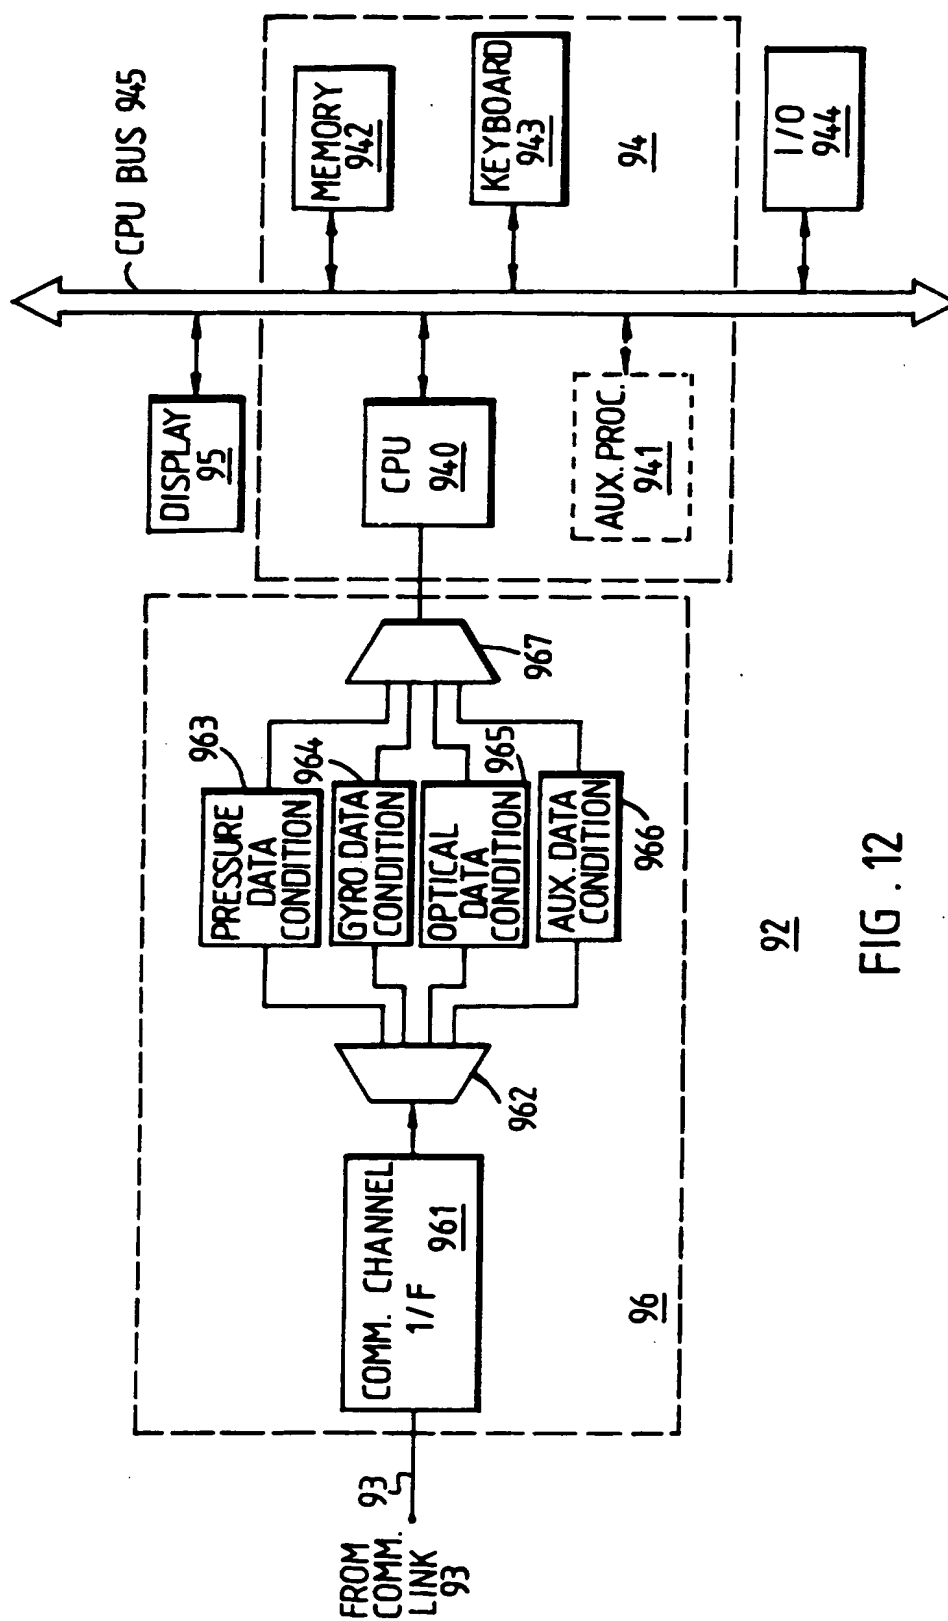 FROM
COMM.
LINK
93
93
COMM. CHANNEL
1/F
961
96
962
PRESSURE
DATA
CONDITION
963
GYRO DATA
CONDITION
964
OPTICAL
DATA
CONDITION
965
AUX. DATA
CONDITION
966
967
DISPLAY
95
CPU
940
AUX. PROC.
941
CPU BUS 945
MEMORY
942
KEYBOARD
943
94
I/O
944
92
FIG. 12